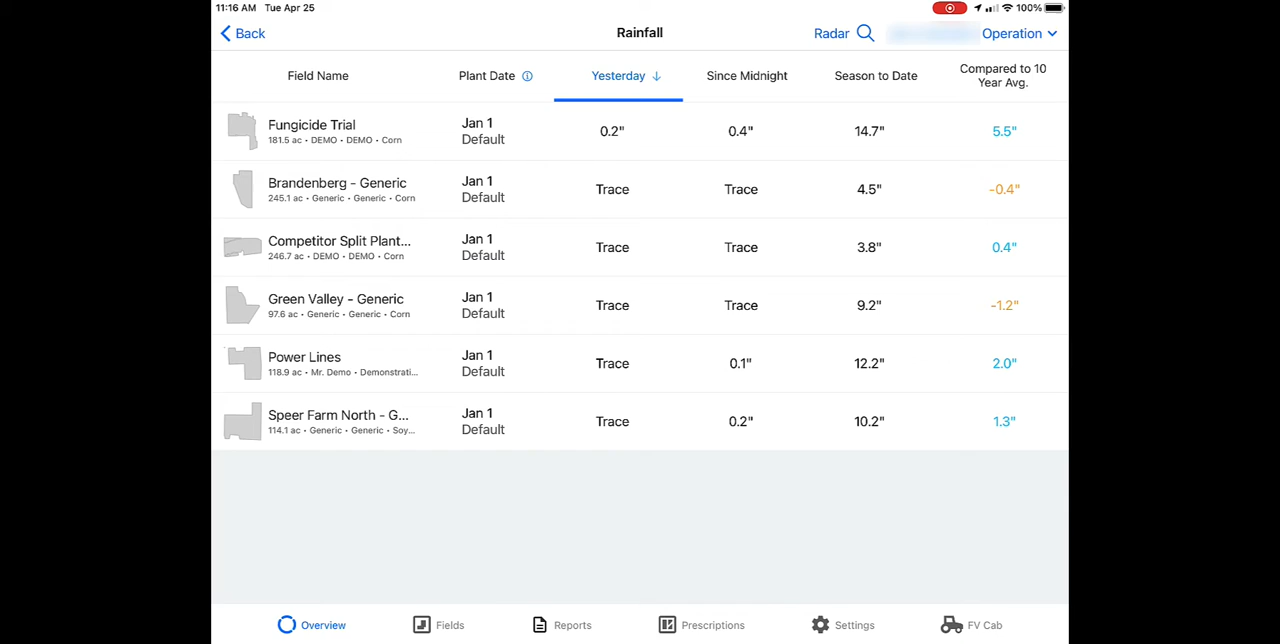 11:16 AM Tue Apr 25
100%
Back
Rainfall
Radar
Operation
Field Name
Plant Date
Yesterday ↓
Since Midnight
Season to Date
Compared to 10
Year Avg.
Fungicide Trial
181.5 ac • DEMO • DEMO • Corn
Jan 1
Default
0.2"
0.4"
14.7"
5.5"
Brandenberg - Generic
245.1 ac • Generic • Generic • Corn
Jan 1
Default
Trace
Trace
4.5"
-0.4"
Competitor Split Plant...
246.7 ac • DEMO • DEMO • Corn
Jan 1
Default
Trace
Trace
3.8"
0.4"
Green Valley - Generic
97.6 ac • Generic • Generic • Corn
Jan 1
Default
Trace
Trace
9.2"
-1.2"
Power Lines
118.9 ac • Mr. Demo • Demonstrati...
Jan 1
Default
Trace
0.1"
12.2"
2.0"
Speer Farm North - G...
114.1 ac • Generic • Generic • Soy...
Jan 1
Default
Trace
0.2"
10.2"
1.3"
Overview
Fields
Reports
Prescriptions
Settings
FV Cab